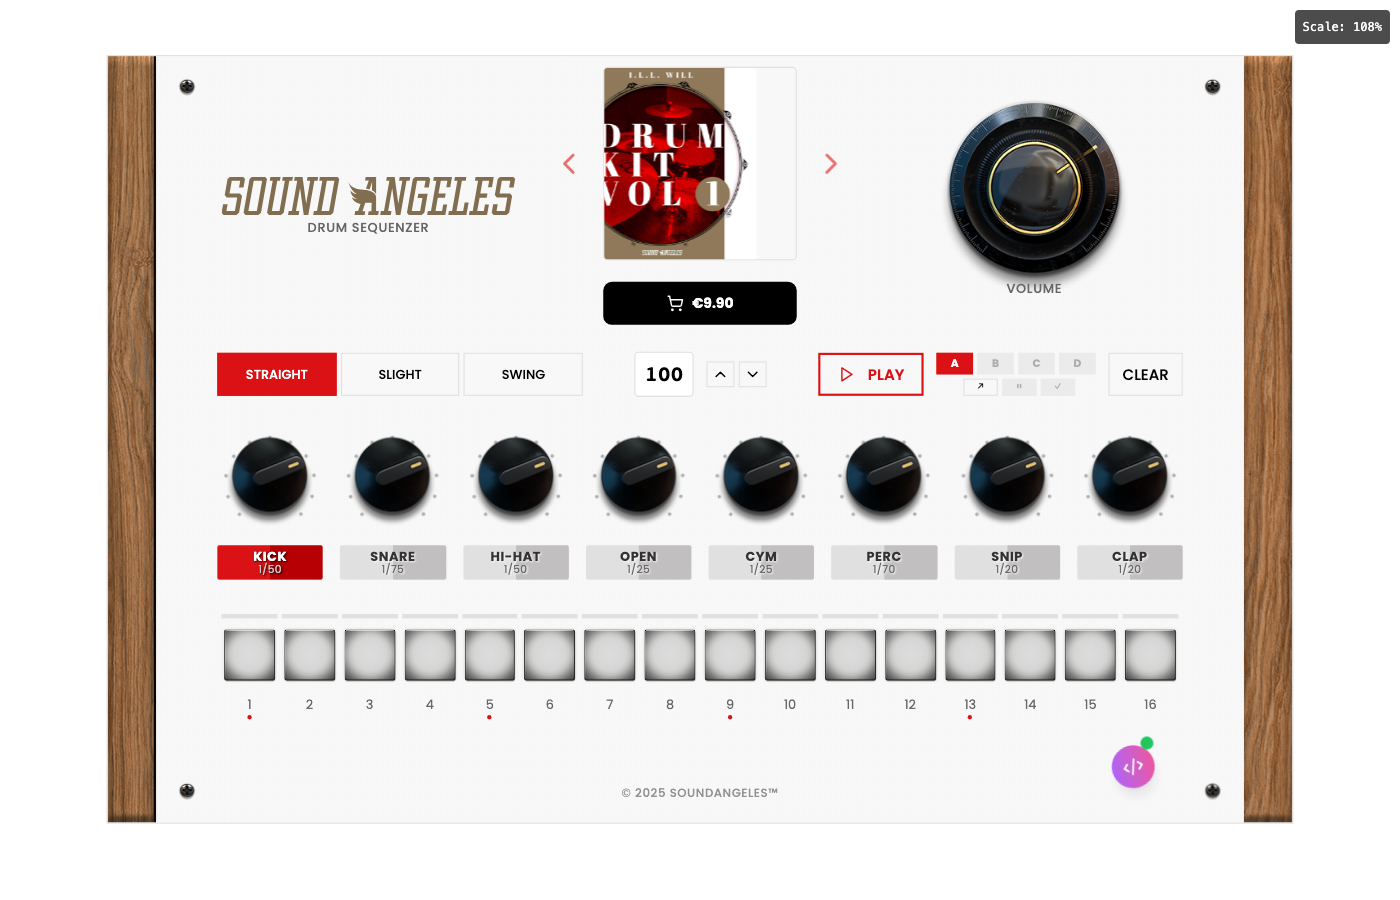 Scale: 108%
I.L.L. WILL
DRUM
KIT
VOL 1
SOUND ANGELES
SOUND ANGELES
DRUM SEQUENZER
€9.90
VOLUME
STRAIGHT
SLIGHT
SWING
100
PLAY
A
B
C
D
CLEAR
KICK
1/50
SNARE
1/75
HI-HAT
1/50
OPEN
1/25
CYM
1/25
PERC
1/70
SNIP
1/20
CLAP
1/20
1 2 3 4 5 6 7 8 9 10 11 12 13 14 15 16
© 2025 SOUNDANGELES™